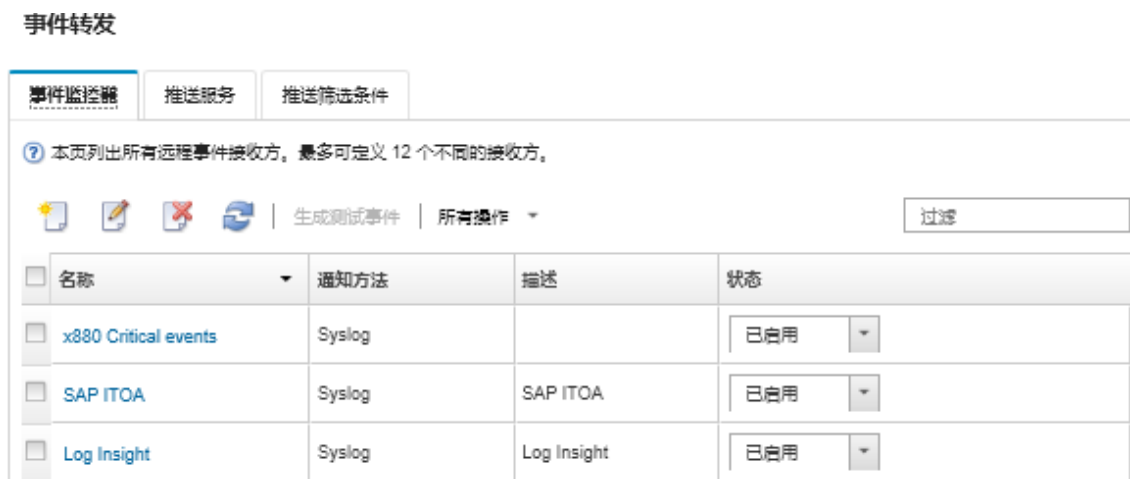 事件转发
事件监控器 推送服务 推送筛选条件
? 本页列出所有远程事件接收方。最多可定义 12 个不同的接收方。
生成测试事件 所有操作 过滤
名称 通知方法 描述 状态
x880 Critical events Syslog 已启用
SAP ITOA Syslog SAP ITOA 已启用
Log Insight Syslog Log Insight 已启用